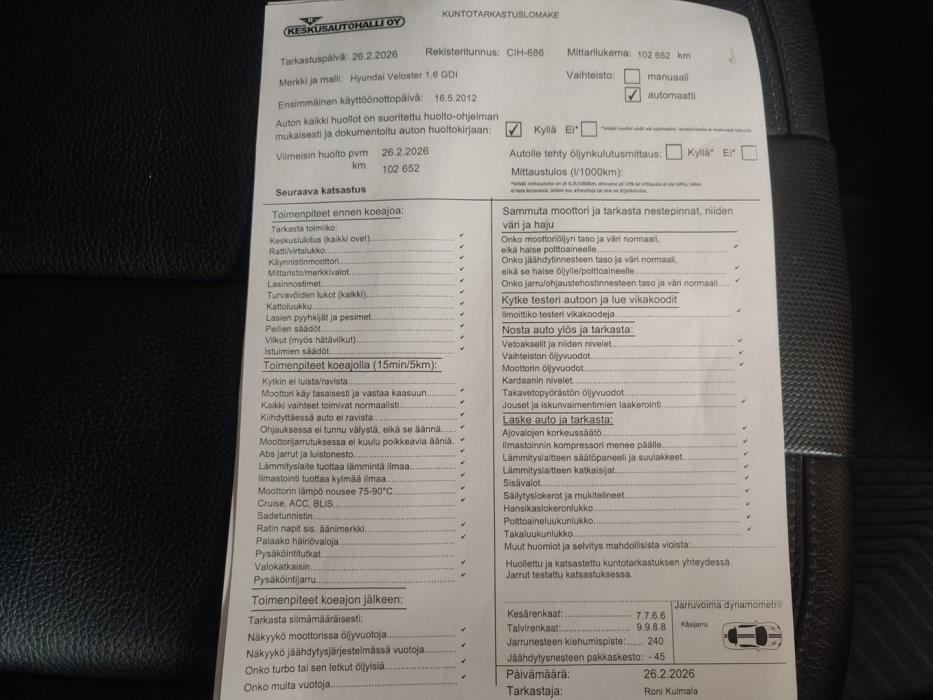 KESKUSAUTOHALLI OY
KUNTOTARKASTUSLOMAKE
Tarkastuspäivä: 26.2.2026 Rekisteritunnus: CIH-686 Mittarilukema: 102 652 km
Merkki ja malli: Hyundai Veloster 1.6 GDI Vaihteisto: manuaali
✓ automaatti
Ensimmäinen käyttöönottopäivä: 16.5.2012
Auton kaikki huollot on suoritettu huolto-ohjelman
mukaisesti ja dokumentoitu auton huoltokirjaan: ✓ Kyllä Ei*
Viimeisin huolto pvm 26.2.2026
km 102 652
Autolle tehty öljynkulutusmittaus: Kyllä* Ei*
Mittaustulos (l/1000km):
Seuraava katsastus
Toimenpiteet ennen koeajoa:
Tarkasta toimiko:
Keskuslukitus (kaikki ovet) ✓
Ratti/virtalukko ✓
Käynnistinmoottori ✓
Mittaristo/merkkivalot ✓
Lasinnostimet ✓
Turvavöiden lukot (kaikki) ✓
Kattoluukku ✓
Lasien pyyhkijät ja pesimet ✓
Peilien säädöt ✓
Vilkut (myös hätävilkut) ✓
Istuimien säädöt ✓
Toimenpiteet koeajolla (15min/5km):
Kytkin ei luista/ravista
Moottori käy tasaisesti ja vastaa kaasuun ✓
Kaikki vaihteet toimivat normaalisti ✓
Kiihdyttäessä auto ei ravista ✓
Ohjauksessa ei tunnu välystä, eikä se äännä ✓
Moottorijarrutuksessa ei kuulu poikkeavia ääniä ✓
Abs jarrut ja luistonesto ✓
Lämmityslaite tuottaa lämmintä ilmaa ✓
Ilmastointi tuottaa kylmää ilmaa ✓
Moottorin lämpö nousee 75-90°C ✓
Cruise, ACC, BLIS ✓
Sadetunnistin
Ratin napit sis. äänimerkki ✓
Palaako häiriövaloja ✓
Pysäköintitutkat
Valokatkaisin ✓
Pysäköintijarru ✓
Toimenpiteet koeajon jälkeen:
Tarkasta silmämääräisesti:
Näkyykö moottorissa öljyvuotoja ✓
Näkyykö jäähdytysjärjestelmässä vuotoja ✓
Onko turbo tai sen letkut öljyisiä ✓
Onko muita vuotoja ✓
Sammuta moottori ja tarkasta nestepinnat, niiden
väri ja haju
Onko moottoriöljyn taso ja väri normaali,
eikä haise polttoaineelle ✓
Onko jäähdytinnesteen taso ja väri normaali,
eikä se haise öljylle/polttoaineelle ✓
Onko jarru/ohjaustehostinnesteen taso ja väri normaali ✓
Kytke testeri autoon ja lue vikakoodit
Ilmoittiko testeri vikakoodeja ✓
Nosta auto ylös ja tarkasta:
Vetoakselit ja niiden nivelet ✓
Vaihteiston öljyvuodot ✓
Moottorin öljyvuodot ✓
Kardaanin nivelet
Takavetopyörästön öljyvuodot
Jouset ja iskunvaimentimien laakerointi ✓
Laske auto ja tarkasta:
Ajovalojen korkeussäätö ✓
Ilmastoinnin kompressori menee päälle ✓
Lämmityslaitteen säätöpaneeli ja suulakkeet ✓
Lämmityslaitteen katkaisijat ✓
Sisävalot ✓
Säilytyslokerot ja mukitelineet ✓
Hansikaslokeronlukko ✓
Polttoaineluukunlukko ✓
Takaluukunlukko ✓
Muut huomiot ja selvitys mahdollisista vioista:
Huollettu ja katsastettu kuntotarkastuksen yhteydessä.
Jarrut testattu katsastuksessa.
Kesärenkaat: 7.7.6.6
Talvirenkaat: 9.9.8.8
Jarrunesteen kiehumispiste: 240
Jäähdytysnesteen pakkaskesto: -45
Jarruvoima dynamometri
Käsijarru
Päivämäärä: 26.2.2026
Tarkastaja: Roni Kulmala